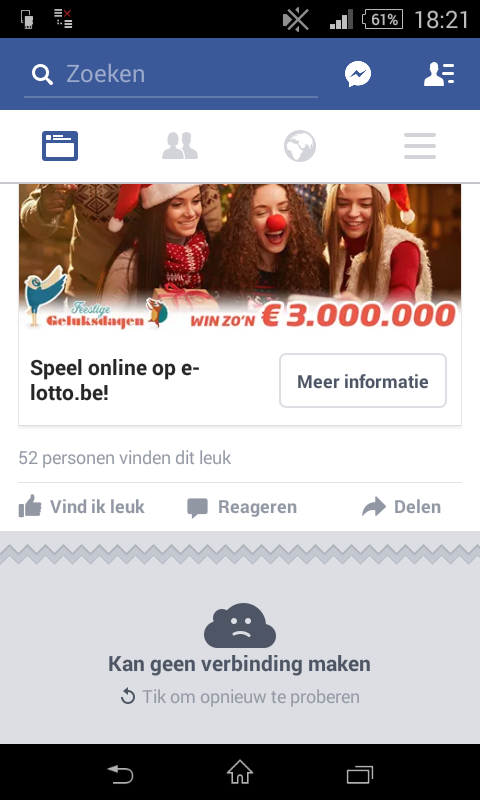 61%
18:21
Zoeken
Feestige
Geluksdagen
WIN ZO'N € 3.000.000
Speel online op e-
lotto.be!
Meer informatie
52 personen vinden dit leuk
Vind ik leuk
Reageren
Delen
Kan geen verbinding maken
Tik om opnieuw te proberen